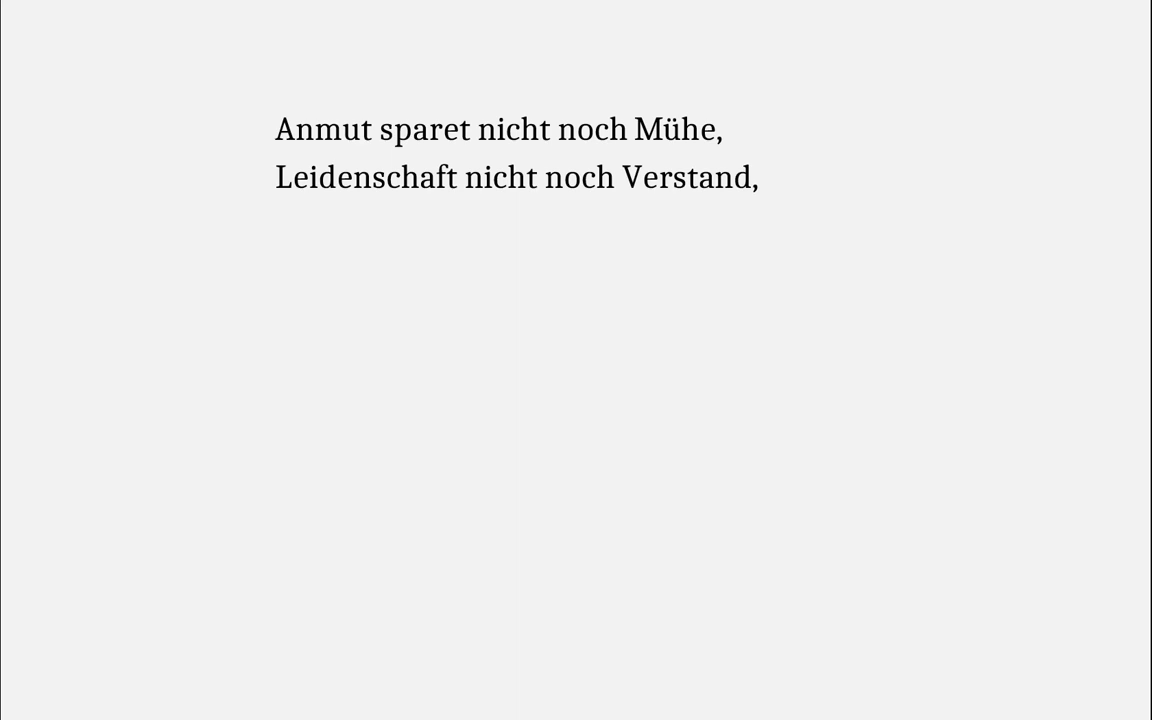 Anmut sparet nicht noch Mühe,
Leidenschaft nicht noch Verstand,